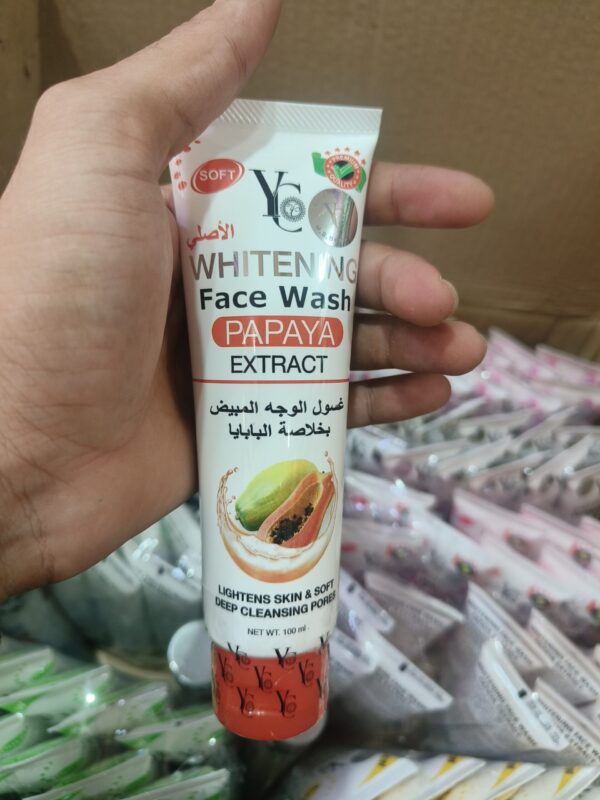 SOFT
YC
PREMIUM
QUALITY
الأصلي
WHITENING
Face Wash
PAPAYA
EXTRACT
غسول الوجه المبيض
بخلاصة البابايا
LIGHTENS SKIN & SOFT
DEEP CLEANSING PORES
NET WT. 100 ml